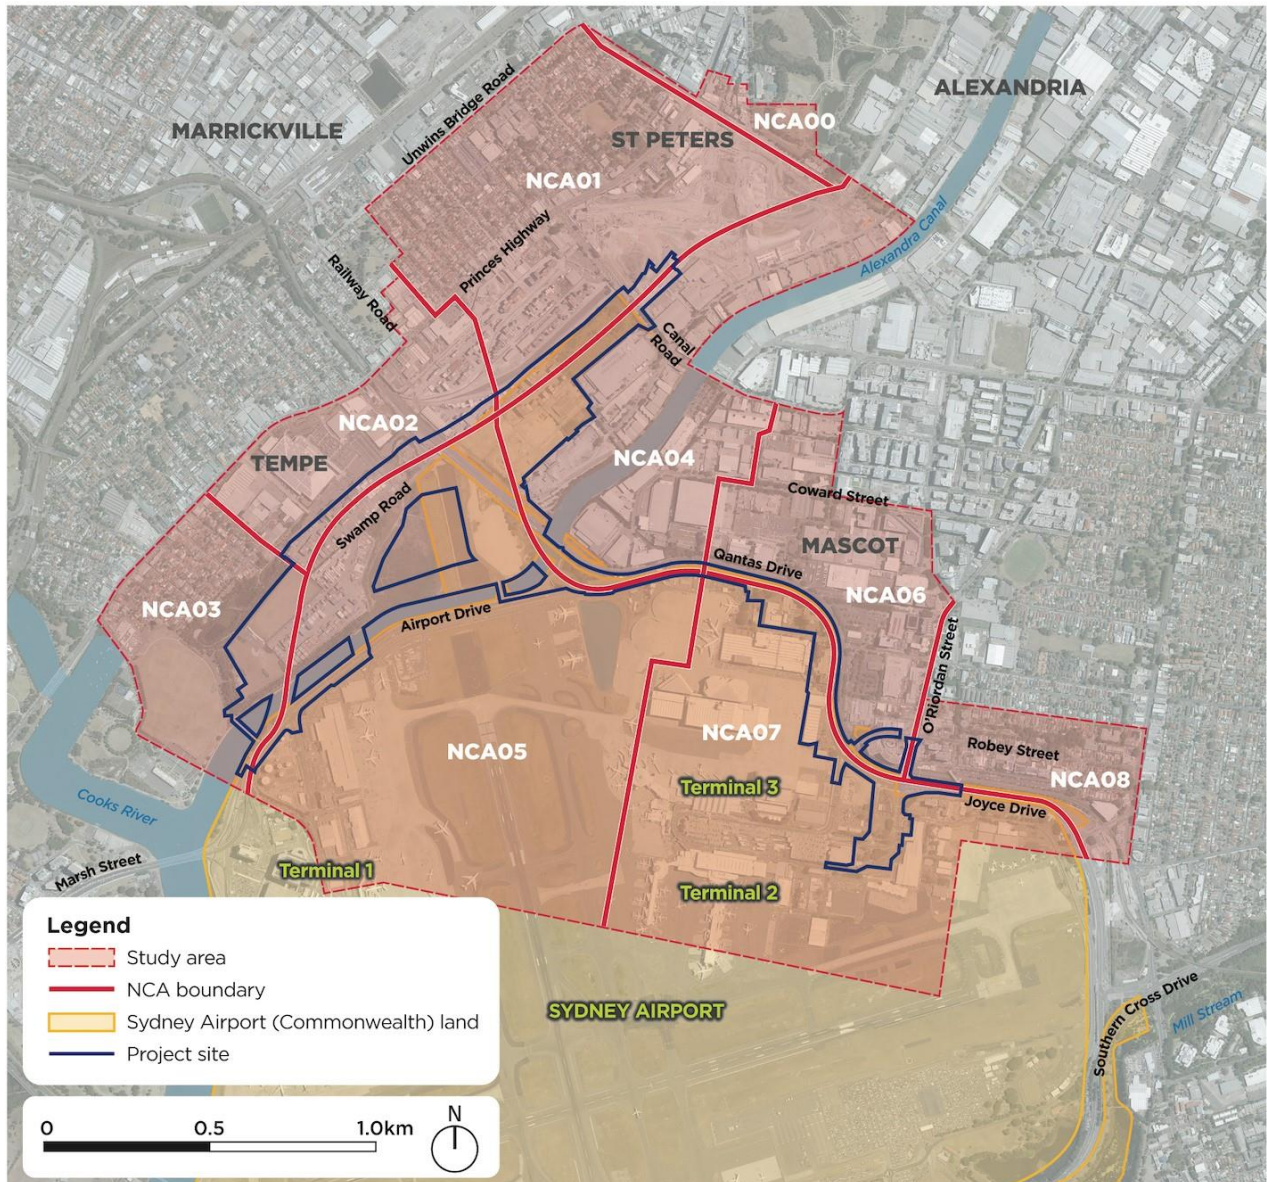 ALEXANDRIA
NCA00
MARRICKVILLE
ST PETERS
Unwins Bridge Road
NCA01
Princes Highway
Alexandra Canal
Railway Road
Canal
Road
NCA02
TEMPE
NCA04
Coward Street
Swamp Road
MASCOT
Qantas Drive
NCA06
NCA03
Airport Drive
O'Riordan Street
NCA05
NCA07
Robey Street
NCA08
Terminal 3
Cooks River
Joyce Drive
Marsh Street
Terminal 1
Terminal 2
SYDNEY AIRPORT
Southern Cross Drive
Mill Stream
Legend
Study area
NCA boundary
Sydney Airport (Commonwealth) land
Project site
0 0.5 1.0km
N